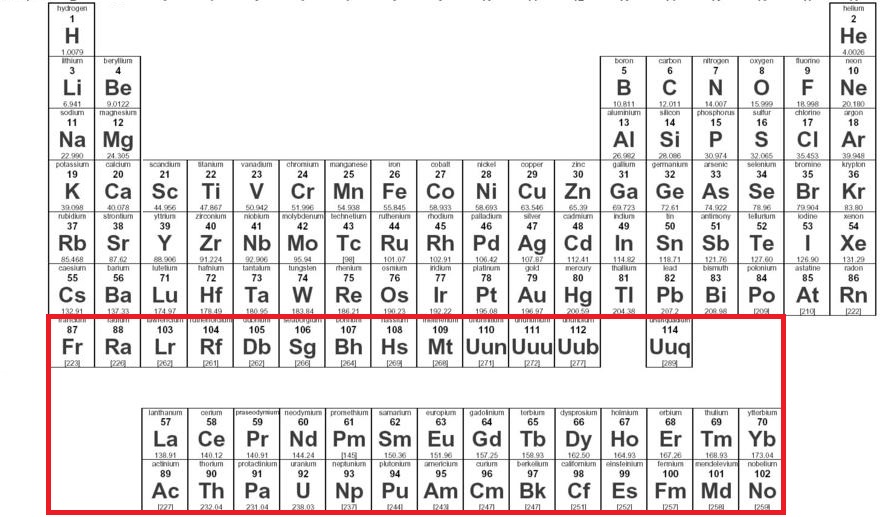 hydrogen helium
1 2
H He
1.0079 4.0026
lithium beryllium boron carbon nitrogen oxygen fluorine neon
3 4 5 6 7 8 9 10
Li Be B C N O F Ne
6.941 9.0122 10.811 12.011 14.007 15.999 18.998 20.180
sodium magnesium aluminium silicon phosphorus sulfur chlorine argon
11 12 13 14 15 16 17 18
Na Mg Al Si P S Cl Ar
22.990 24.305 26.982 28.086 30.974 32.065 35.453 39.948
potassium calcium scandium titanium vanadium chromium manganese iron cobalt nickel copper zinc gallium germanium arsenic selenium bromine krypton
19 20 21 22 23 24 25 26 27 28 29 30 31 32 33 34 35 36
K Ca Sc Ti V Cr Mn Fe Co Ni Cu Zn Ga Ge As Se Br Kr
39.098 40.078 44.956 47.867 50.942 51.996 54.938 55.845 58.933 58.693 63.546 65.39 69.723 72.61 74.922 78.96 79.904 83.80
rubidium strontium yttrium zirconium niobium molybdenum technetium ruthenium rhodium palladium silver cadmium indium tin antimony tellurium iodine xenon
37 38 39 40 41 42 43 44 45 46 47 48 49 50 51 52 53 54
Rb Sr Y Zr Nb Mo Tc Ru Rh Pd Ag Cd In Sn Sb Te I Xe
85.468 87.62 88.906 91.224 92.906 95.94 [98] 101.07 102.91 106.42 107.87 112.41 114.82 118.71 121.76 127.60 126.90 131.29
caesium barium lutetium hafnium tantalum tungsten rhenium osmium iridium platinum gold mercury thallium lead bismuth polonium astatine radon
55 56 71 72 73 74 75 76 77 78 79 80 81 82 83 84 85 86
Cs Ba Lu Hf Ta W Re Os Ir Pt Au Hg Tl Pb Bi Po At Rn
132.91 137.33 174.97 178.49 180.95 183.84 186.21 190.23 192.22 195.08 196.97 200.59 204.38 207.2 208.98 [209] [210] [222]
87 88 103 104 105 106 107 108 109 110 111 112 114
Fr Ra Lr Rf Db Sg Bh Hs Mt Uun Uuu Uub Uuq
[223] [226] [262] [261] [262] [266] [264] [269] [268] [271] [272] [277] [289]
lanthanum cerium praseodymium neodymium promethium samarium europium gadolinium terbium dysprosium holmium erbium thulium ytterbium
57 58 59 60 61 62 63 64 65 66 67 68 69 70
La Ce Pr Nd Pm Sm Eu Gd Tb Dy Ho Er Tm Yb
138.91 140.12 140.91 144.24 [145] 150.36 151.96 157.25 158.93 162.50 164.93 167.26 168.93 173.04
actinium thorium protactinium uranium neptunium plutonium americium curium berkelium californium einsteinium fermium mendelevium nobelium
89 90 91 92 93 94 95 96 97 98 99 100 101 102
Ac Th Pa U Np Pu Am Cm Bk Cf Es Fm Md No
[227] 232.04 231.04 238.03 [237] [244] [243] [247] [247] [251] [252] [257] [258] [259]